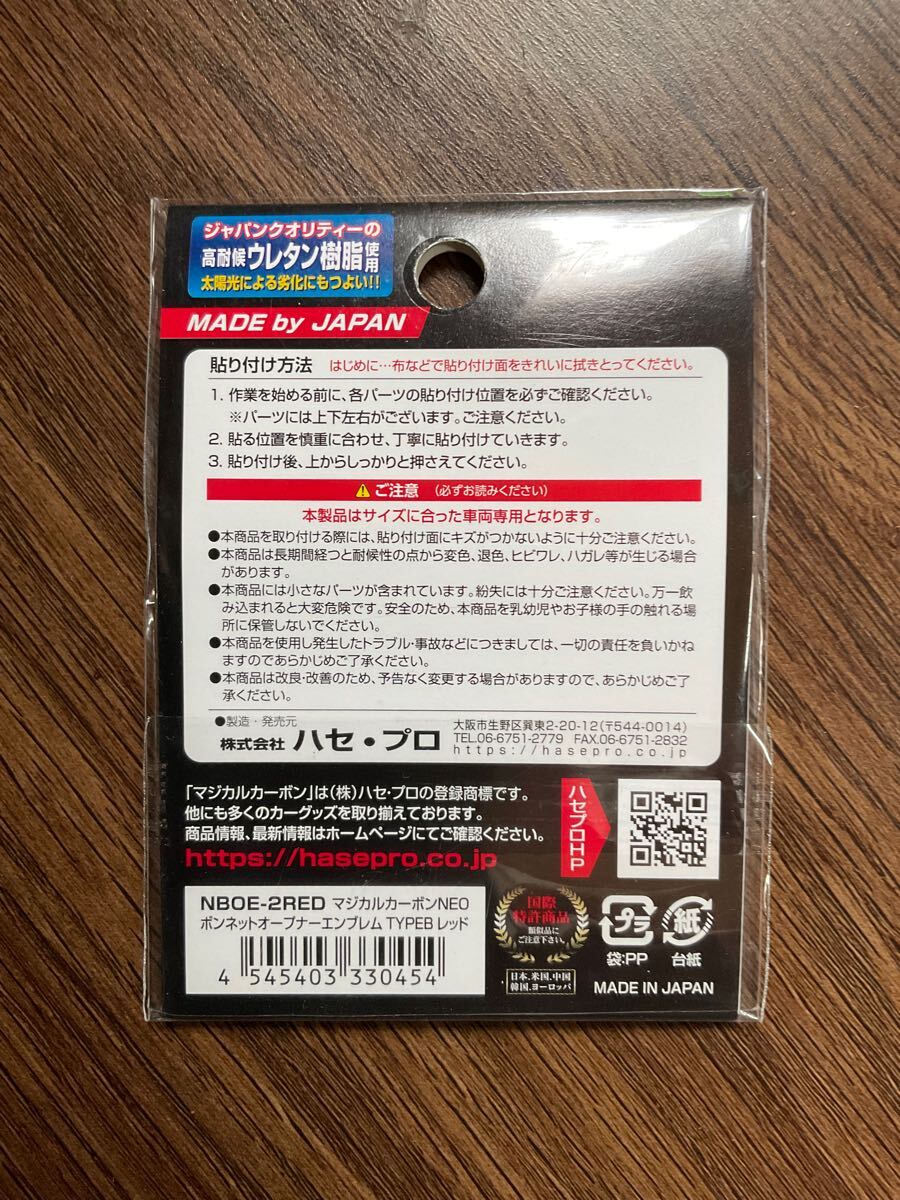 ジャパンクオリティーの
高耐候ウレタン樹脂使用
太陽光による劣化にもつよい!!
MADE by JAPAN
貼り付け方法 はじめに…布などで貼り付け面をきれいに拭きとってください。
1. 作業を始める前に、各パーツの貼り付け位置を必ずご確認ください。
※パーツには上下左右がございます。ご注意ください。
2. 貼る位置を慎重に合わせ、丁寧に貼り付けていきます。
3. 貼り付け後、上からしっかりと押さえてください。
ご注意 (必ずお読みください)
本製品はサイズに合った車両専用となります。
●本商品を取り付ける際には、貼り付け面にキズがつかないように十分ご注意ください。
●本商品は長期間経つと耐候性の点から変色、退色、ヒビワレ、ハガレ等が生じる場合
があります。
●本商品には小さなパーツが含まれています。紛失には十分ご注意ください。万一飲
み込まれると大変危険です。安全のため、本商品を乳幼児やお子様の手の触れる場
所に保管しないでください。
●本商品を使用し発生したトラブル・事故などにつきましては、一切の責任を負いかね
ますのであらかじめご了承ください。
●本商品は改良・改善のため、予告なく変更する場合がありますので、あらかじめご了
承ください。
●製造・発売元
株式会社 ハセ・プロ
大阪市生野区巽東2-20-12(〒544-0014)
TEL.06-6751-2779 FAX.06-6751-2832
https://hasepro.co.jp
「マジカルカーボン」は(株)ハセ・プロの登録商標です。
他にも多くのカーグッズを取り揃えております。
商品情報、最新情報はホームページにてご確認ください。
https://hasepro.co.jp
ハセプロHP
NBOE-2RED マジカルカーボンNEO
ボンネットオープナーエンブレム TYPEB レッド
4 545403 330454
国際
特許商品
類似品に
ご注意下さい。
日本、米国、中国
韓国、ヨーロッパ
プラ
袋:PP
紙
台紙
MADE IN JAPAN